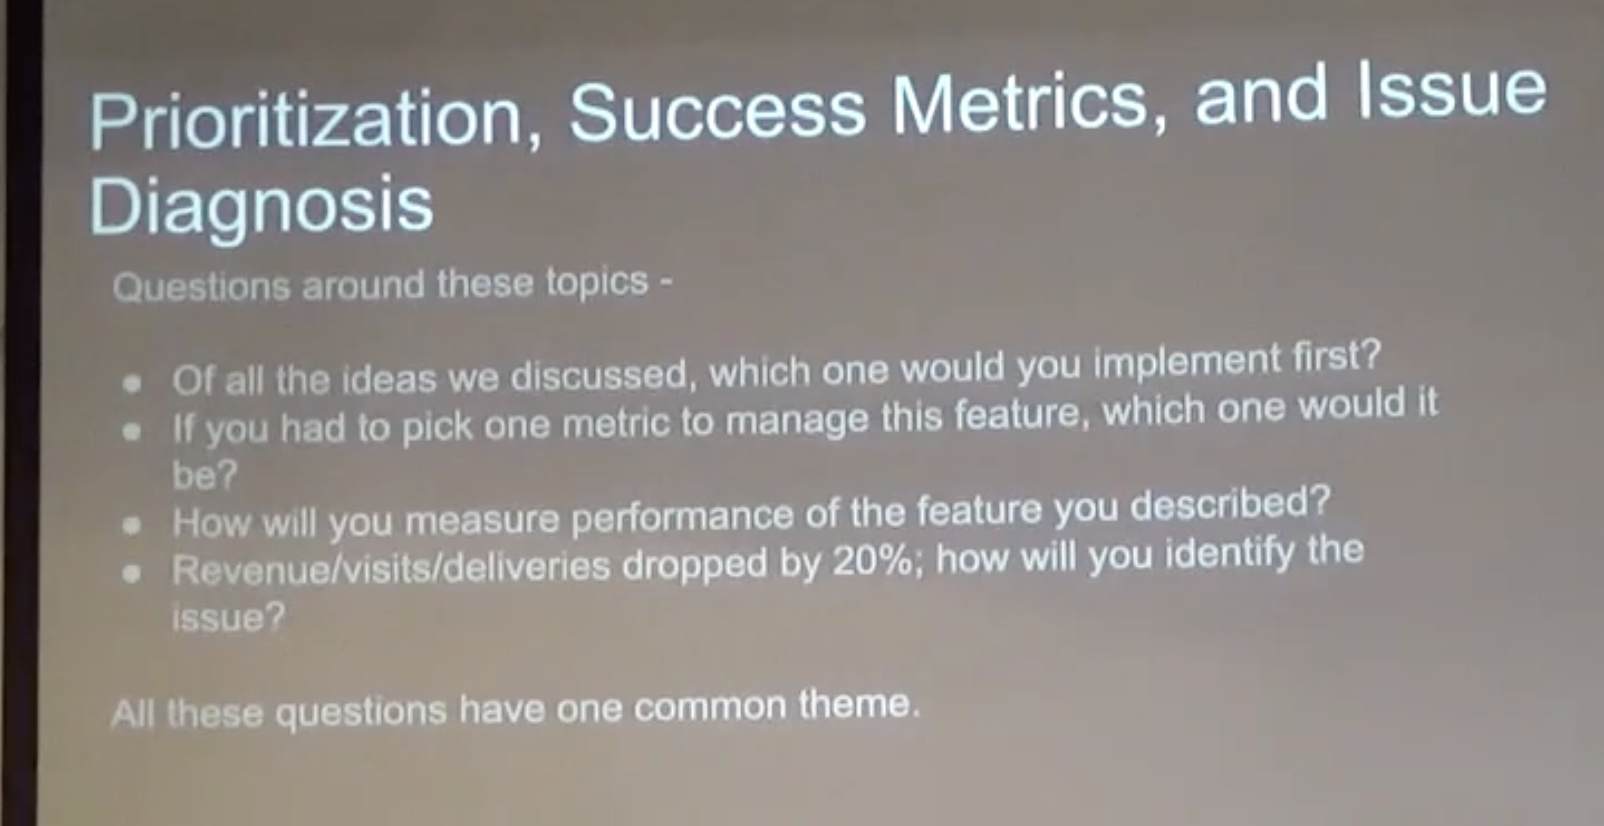 Prioritization, Success Metrics, and Issue
Diagnosis
Questions around these topics -
● Of all the ideas we discussed, which one would you implement first?
● If you had to pick one metric to manage this feature, which one would it
be?
● How will you measure performance of the feature you described?
● Revenue/visits/deliveries dropped by 20%; how will you identify the
issue?
All these questions have one common theme.